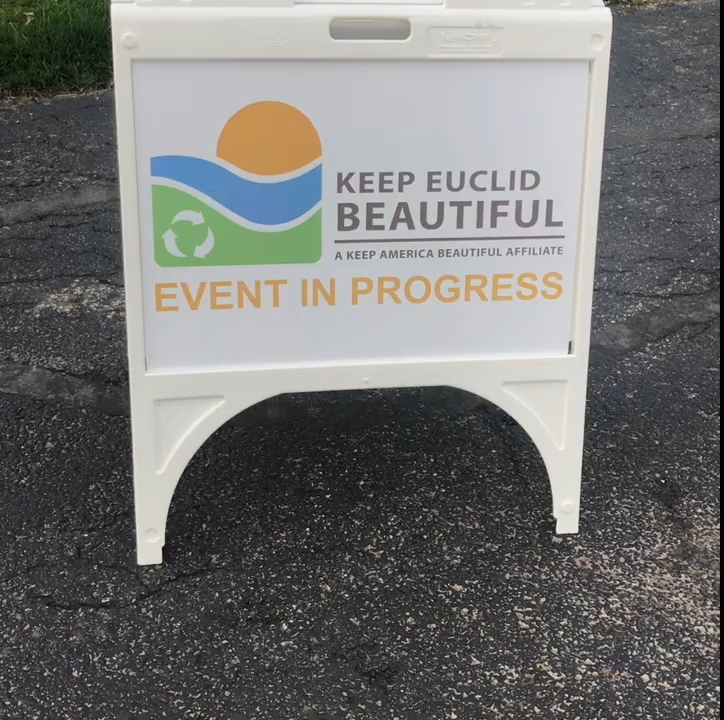 KEEP EUCLID
BEAUTIFUL
A KEEP AMERICA BEAUTIFUL AFFILIATE
EVENT IN PROGRESS